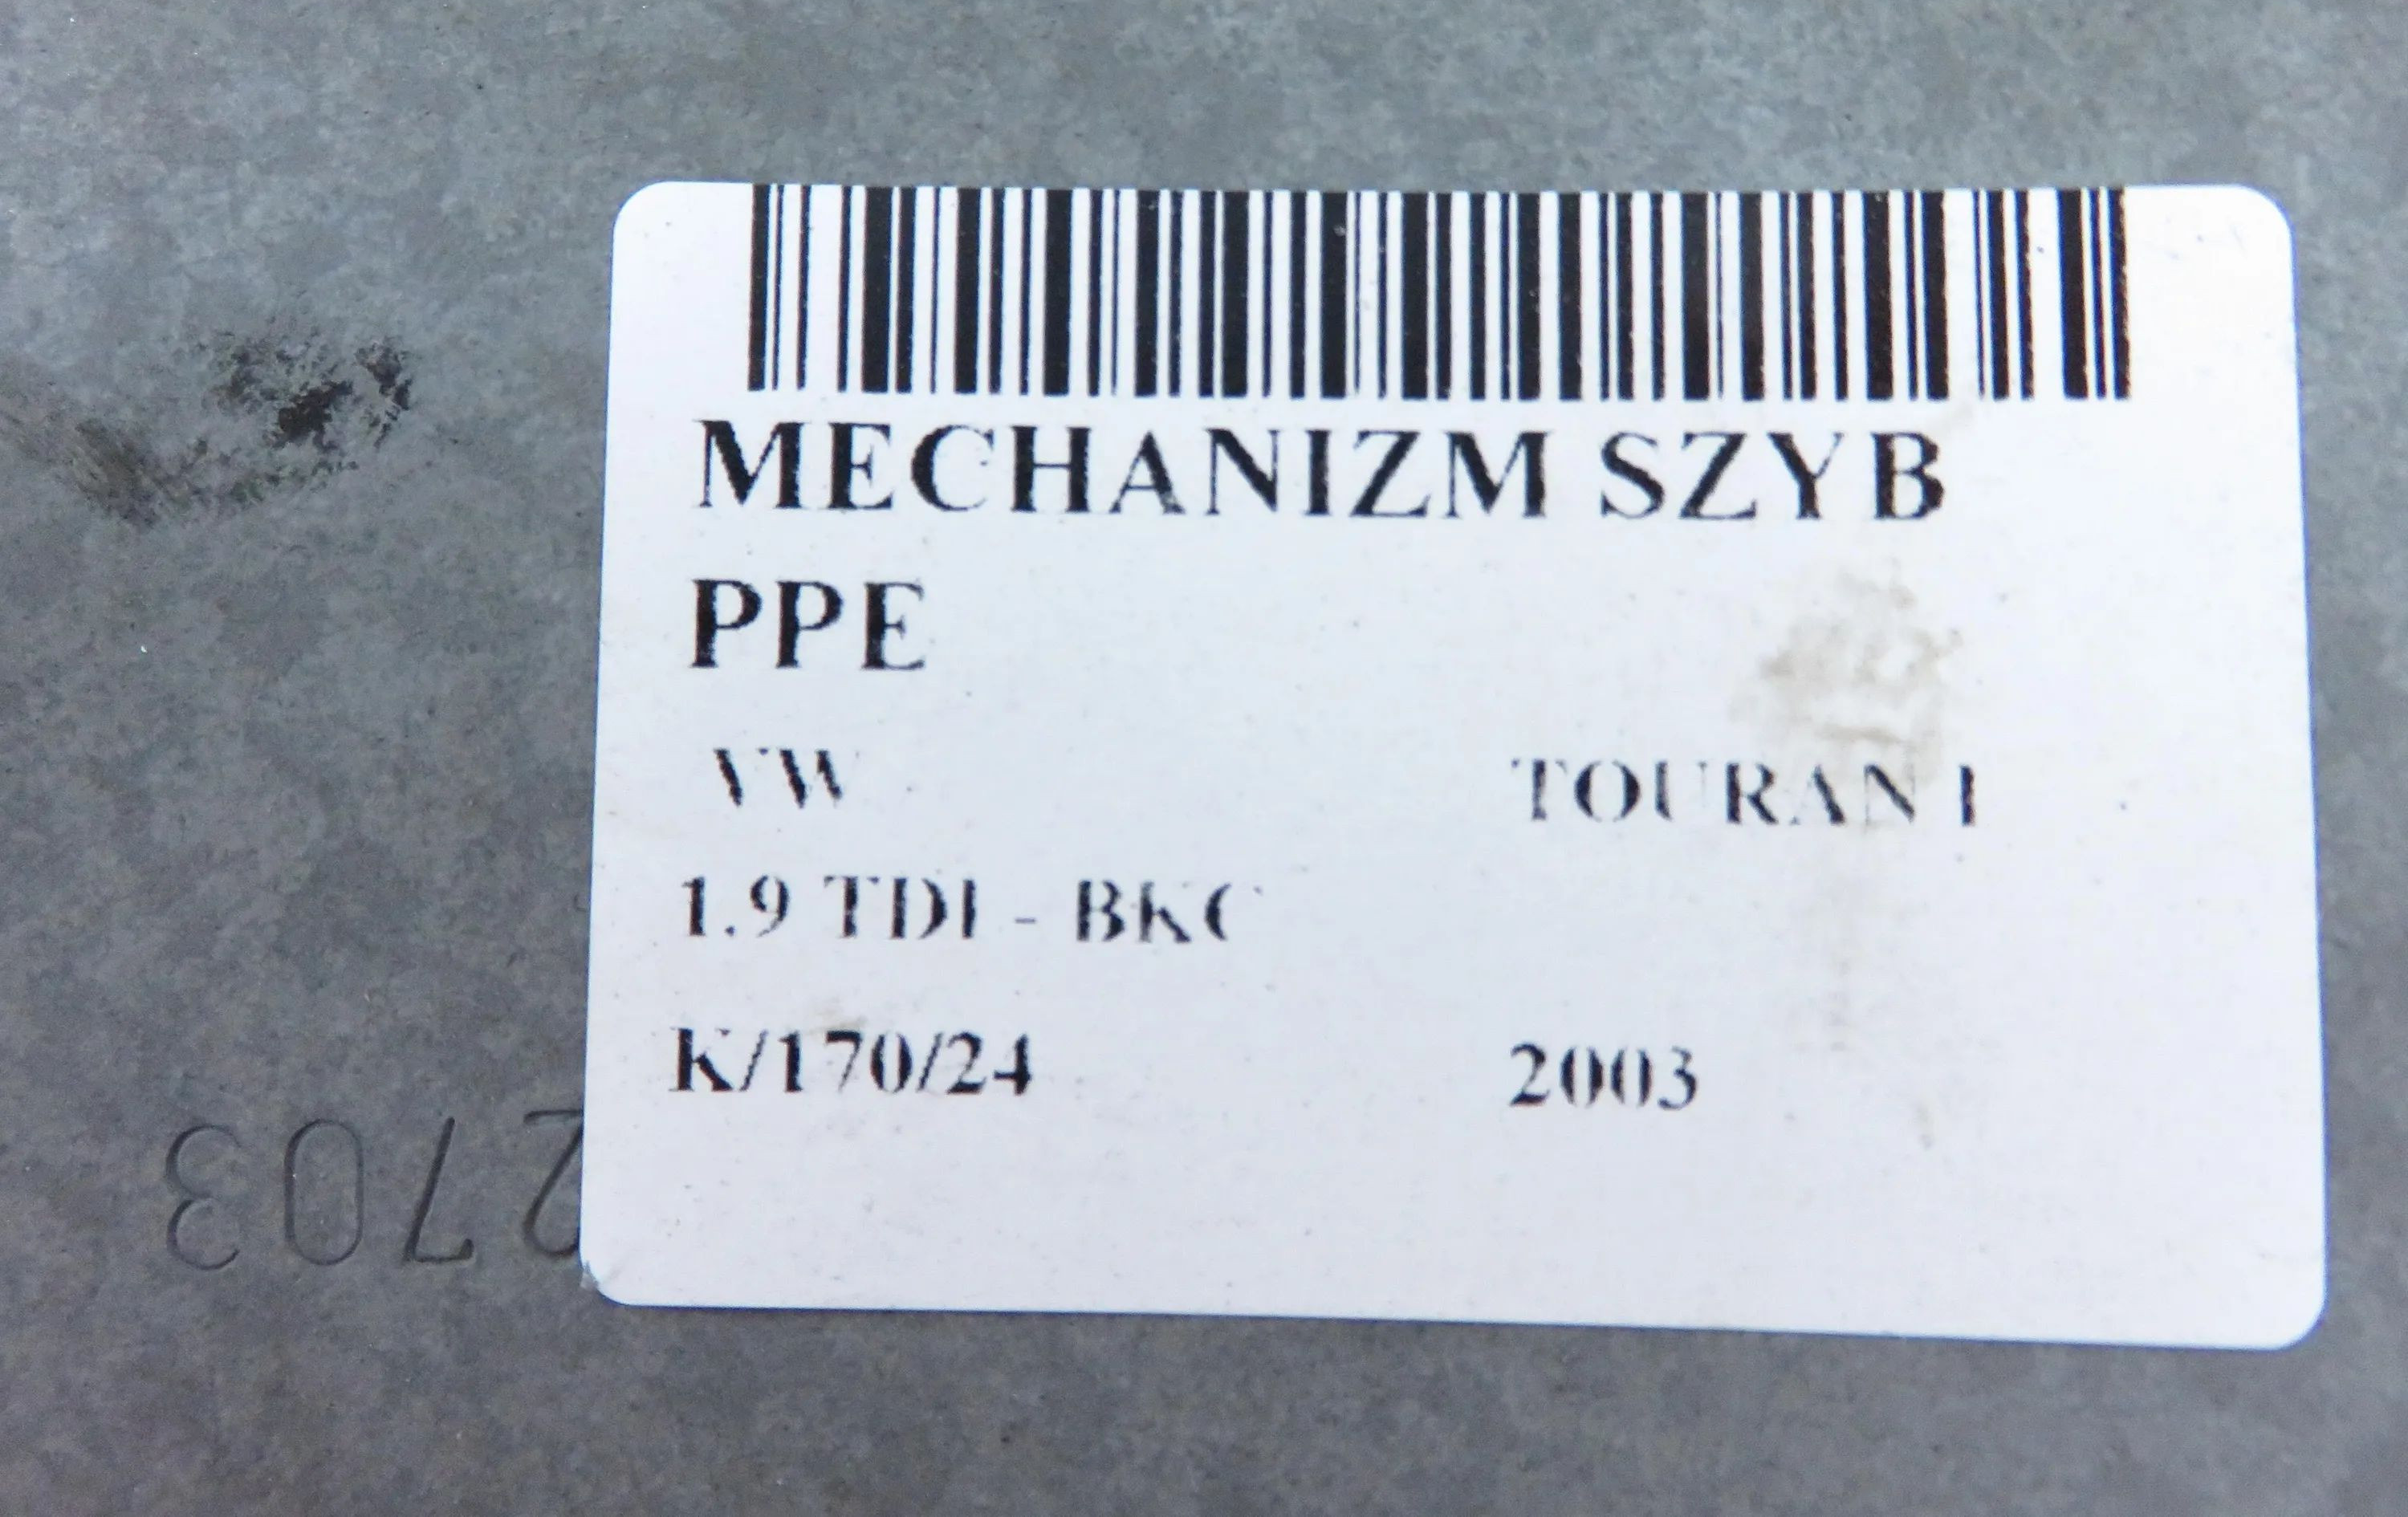 MECHANIZM SZYB
PPE
VW TOURAN I
1.9 TDI - BKC
K/170/24 2003
2703